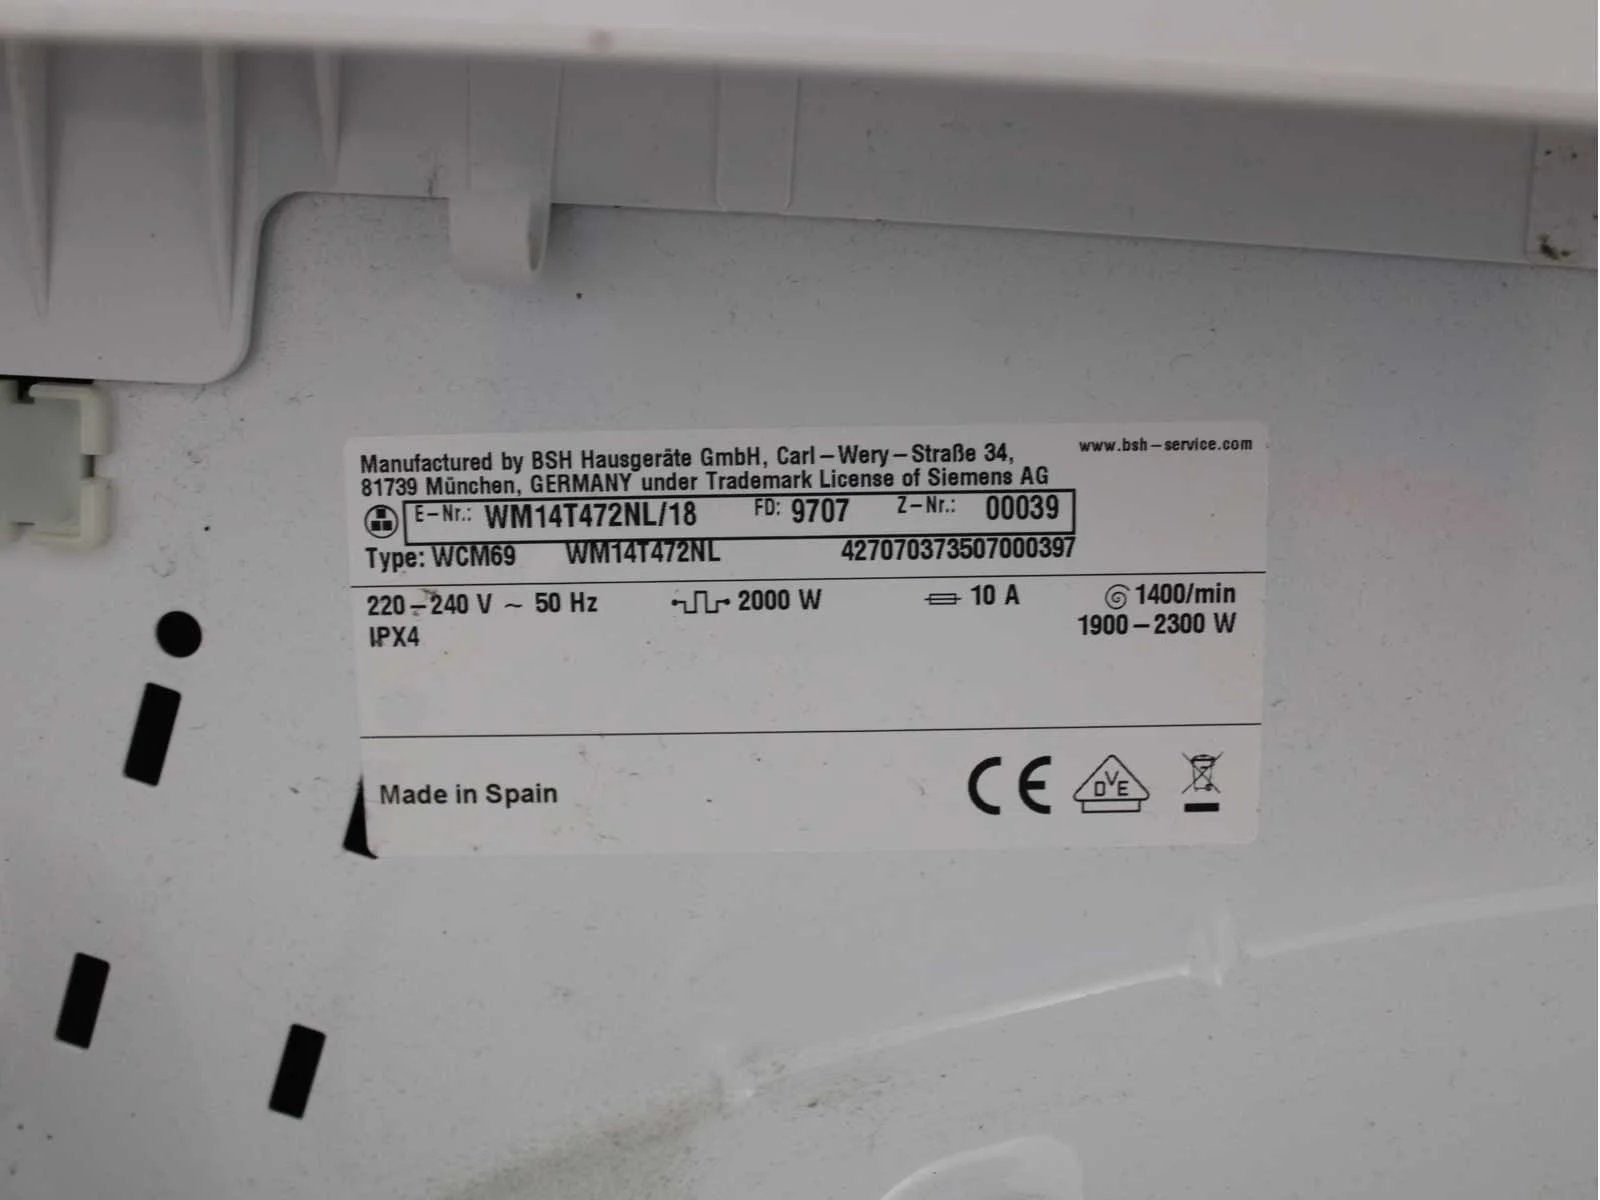 Manufactured by BSH Hausgeräte GmbH, Carl-Wery-Straße 34, www.bsh-service.com
81739 München, GERMANY under Trademark License of Siemens AG
E-Nr.: WM14T472NL/18 FD: 9707 Z-Nr.: 00039
Type: WCM69 WM14T472NL 427070373507000397
220-240 V ~ 50 Hz 2000 W 10 A 1400/min
IPX4 1900-2300 W
Made in Spain CE DVE